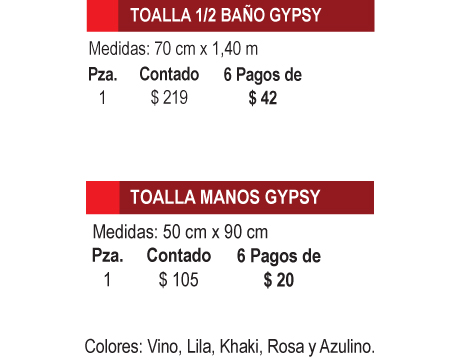 TOALLA 1/2 BAÑO GYPSY
Medidas: 70 cm x 1,40 m
Pza. Contado 6 Pagos de
1 $ 219 $ 42
TOALLA MANOS GYPSY
Medidas: 50 cm x 90 cm
Pza. Contado 6 Pagos de
1 $ 105 $ 20
Colores: Vino, Lila, Khaki, Rosa y Azulino.